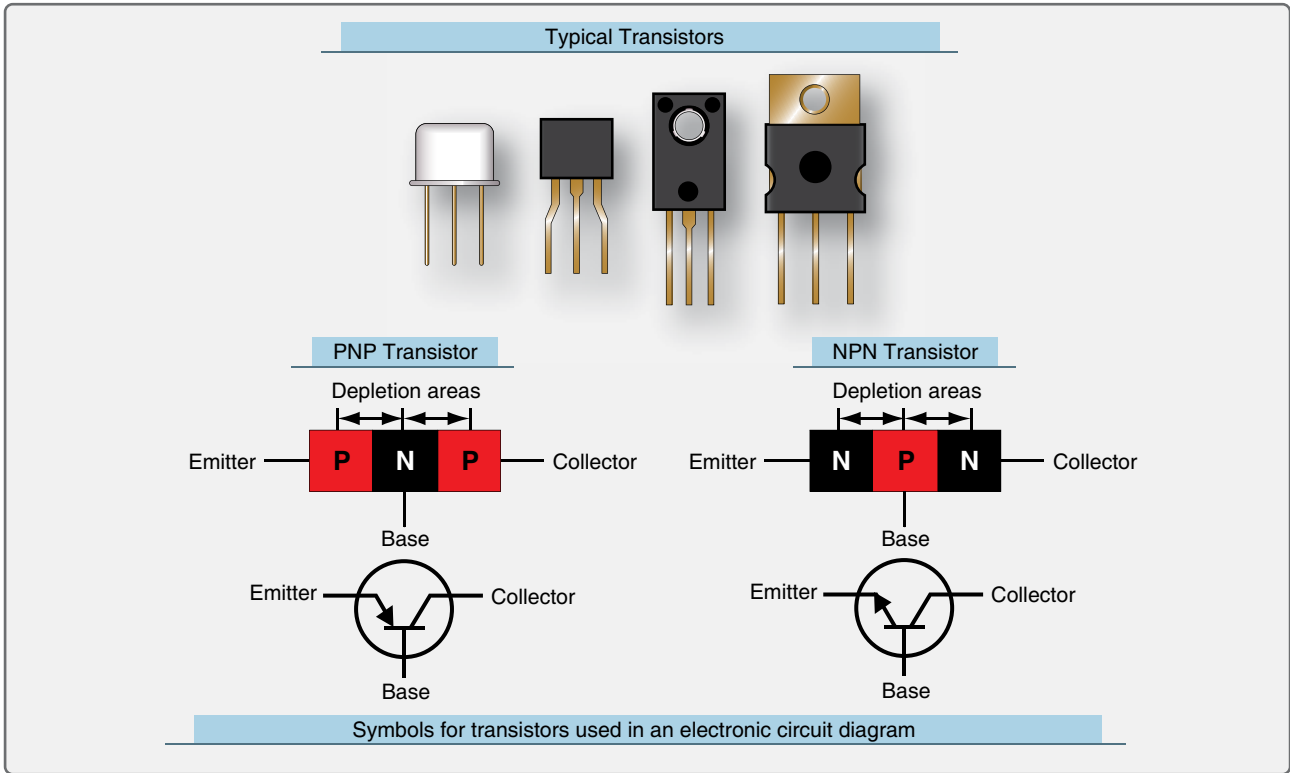 Typical Transistors
PNP Transistor
Depletion areas
Emitter P N P Collector
Base
Emitter Collector
Base
NPN Transistor
Depletion areas
Emitter N P N Collector
Base
Emitter Collector
Base
Symbols for transistors used in an electronic circuit diagram